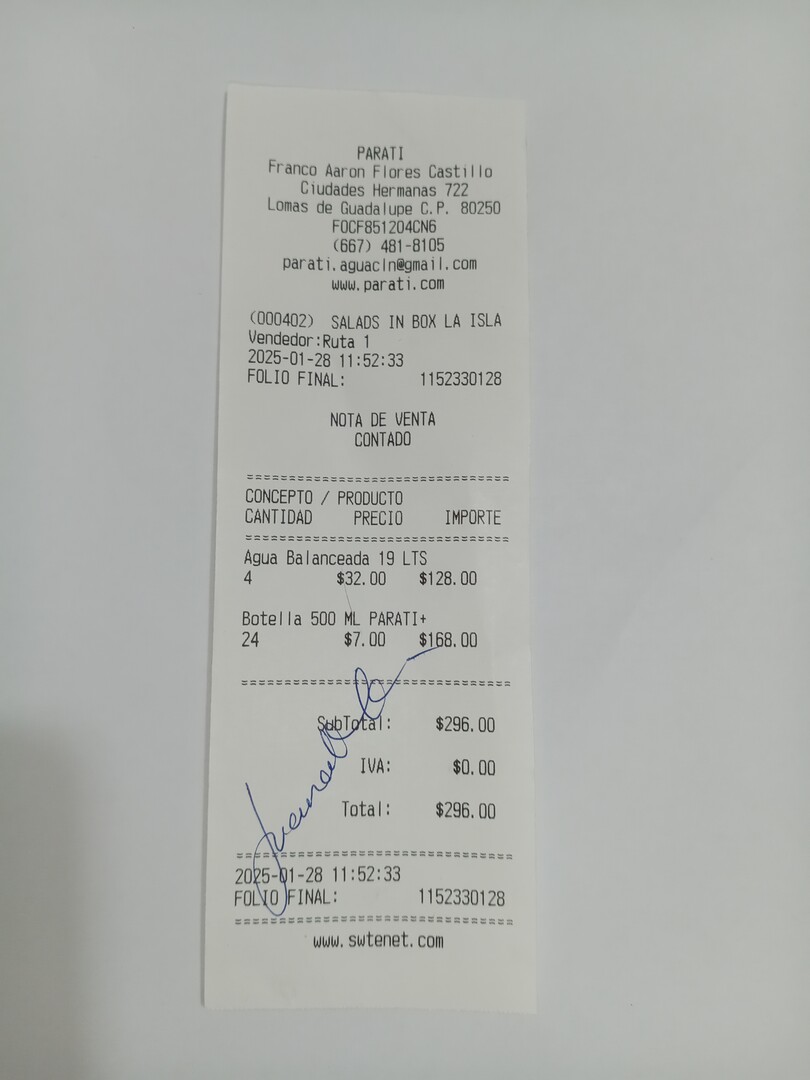 PARATI
Franco Aaron Flores Castillo
Ciudades Hermanas 722
Lomas de Guadalupe C.P. 80250
FOCF851204CN6
(667) 481-8105
parati.aguacln@gmail.com
www.parati.com
(000402) SALADS IN BOX LA ISLA
Vendedor:Ruta 1
2025-01-28 11:52:33
FOLIO FINAL: 1152330128
NOTA DE VENTA
CONTADO
================================
CONCEPTO / PRODUCTO
CANTIDAD PRECIO IMPORTE
================================
Agua Balanceada 19 LTS
4 $32.00 $128.00
Botella 500 ML PARATI+
24 $7.00 $168.00
================================
SubTotal: $296.00
IVA: $0.00
Total: $296.00
================================
2025-01-28 11:52:33
FOLIO FINAL: 1152330128
================================
www.swtenet.com